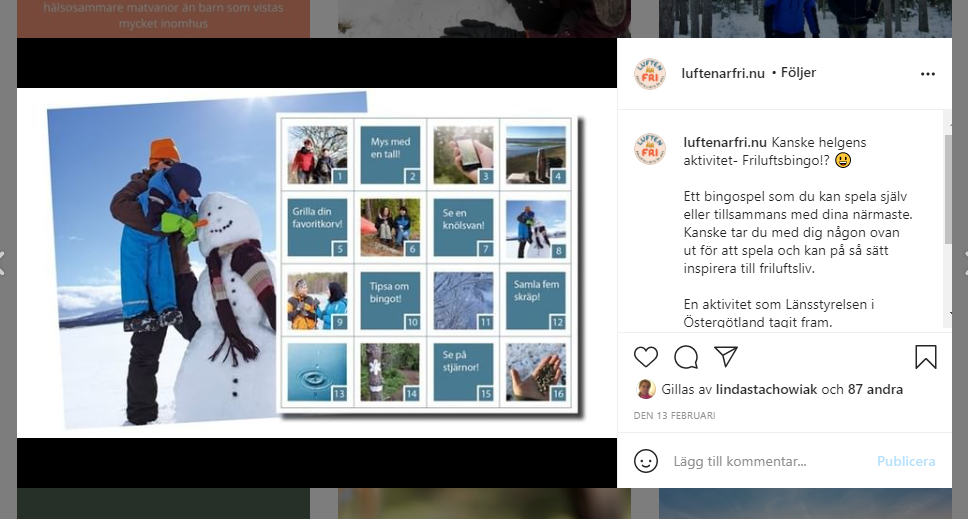 hälsosammare matvanor än barn som vistas
mycket inomhus
luftenarfri.nu • Följer
LUFTEN
ÄR
FRI
luftenarfri.nu Kanske helgens
aktivitet- Friluftsbingo!? 😃
Ett bingospel som du kan spela själv
eller tillsammans med dina närmaste.
Kanske tar du med dig någon ovan
ut för att spela och kan på så sätt
inspirera till friluftsliv.
En aktivitet som Länsstyrelsen i
Östergötland tagit fram.
1
Mys med
en tall!
2
3
4
Grilla din
favoritkorv!
5
6
Se en
knölsvan!
7
8
9
Tipsa om
bingot!
10
11
Samla fem
skräp!
12
13
14
Se på
stjärnor!
15
16
Gillas av lindastachowiak och 87 andra
DEN 13 FEBRUARI
Lägg till kommentar...
Publicera